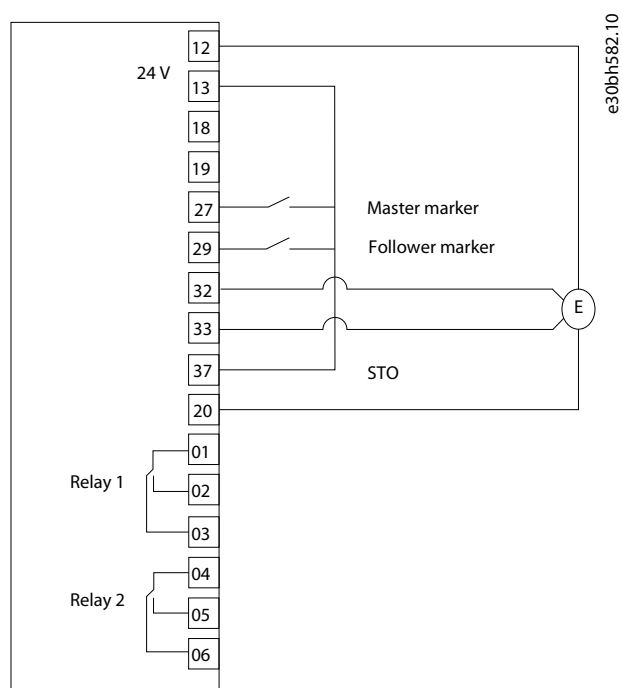 e30bh582.10
12
24 V
13
18
19
27 Master marker
29 Follower marker
32
E
33
37 STO
20
01
Relay 1
02
03
04
Relay 2
05
06